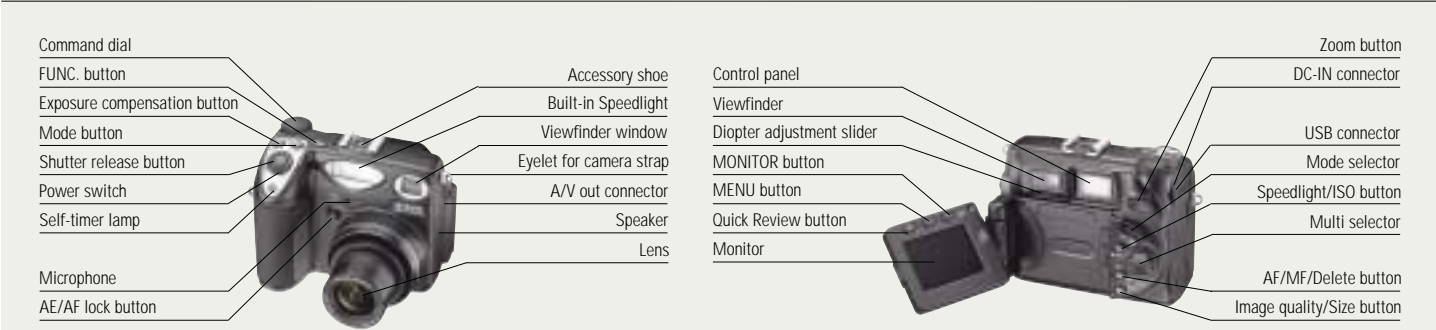 Command dial
FUNC. button
Exposure compensation button
Mode button
Shutter release button
Power switch
Self-timer lamp
Microphone
AE/AF lock button
Accessory shoe
Built-in Speedlight
Viewfinder window
Eyelet for camera strap
A/V out connector
Speaker
Lens
Control panel
Viewfinder
Diopter adjustment slider
MONITOR button
MENU button
Quick Review button
Monitor
Zoom button
DC-IN connector
USB connector
Mode selector
Speedlight/ISO button
Multi selector
AF/MF/Delete button
Image quality/Size button